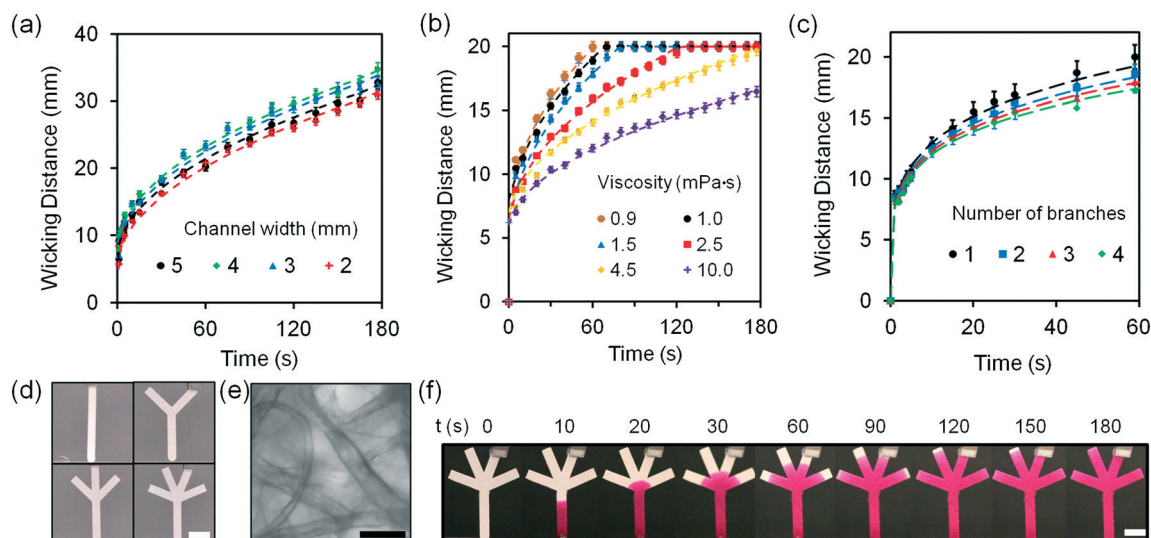 (a)
Wicking Distance (mm)
40
30
20
10
0
Channel width (mm)
5 4 3 2
0 60 120 180
Time (s)
(b)
Wicking Distance (mm)
20
15
10
5
0
Viscosity (mPa·s)
0.9 1.0
1.5 2.5
4.5 10.0
0 60 120 180
Time (s)
(c)
Wicking Distance (mm)
20
15
10
5
0
Number of branches
1 2 3 4
0 20 40 60
Time (s)
(d)
(e)
(f)
t (s) 0 10 20 30 60 90 120 150 180